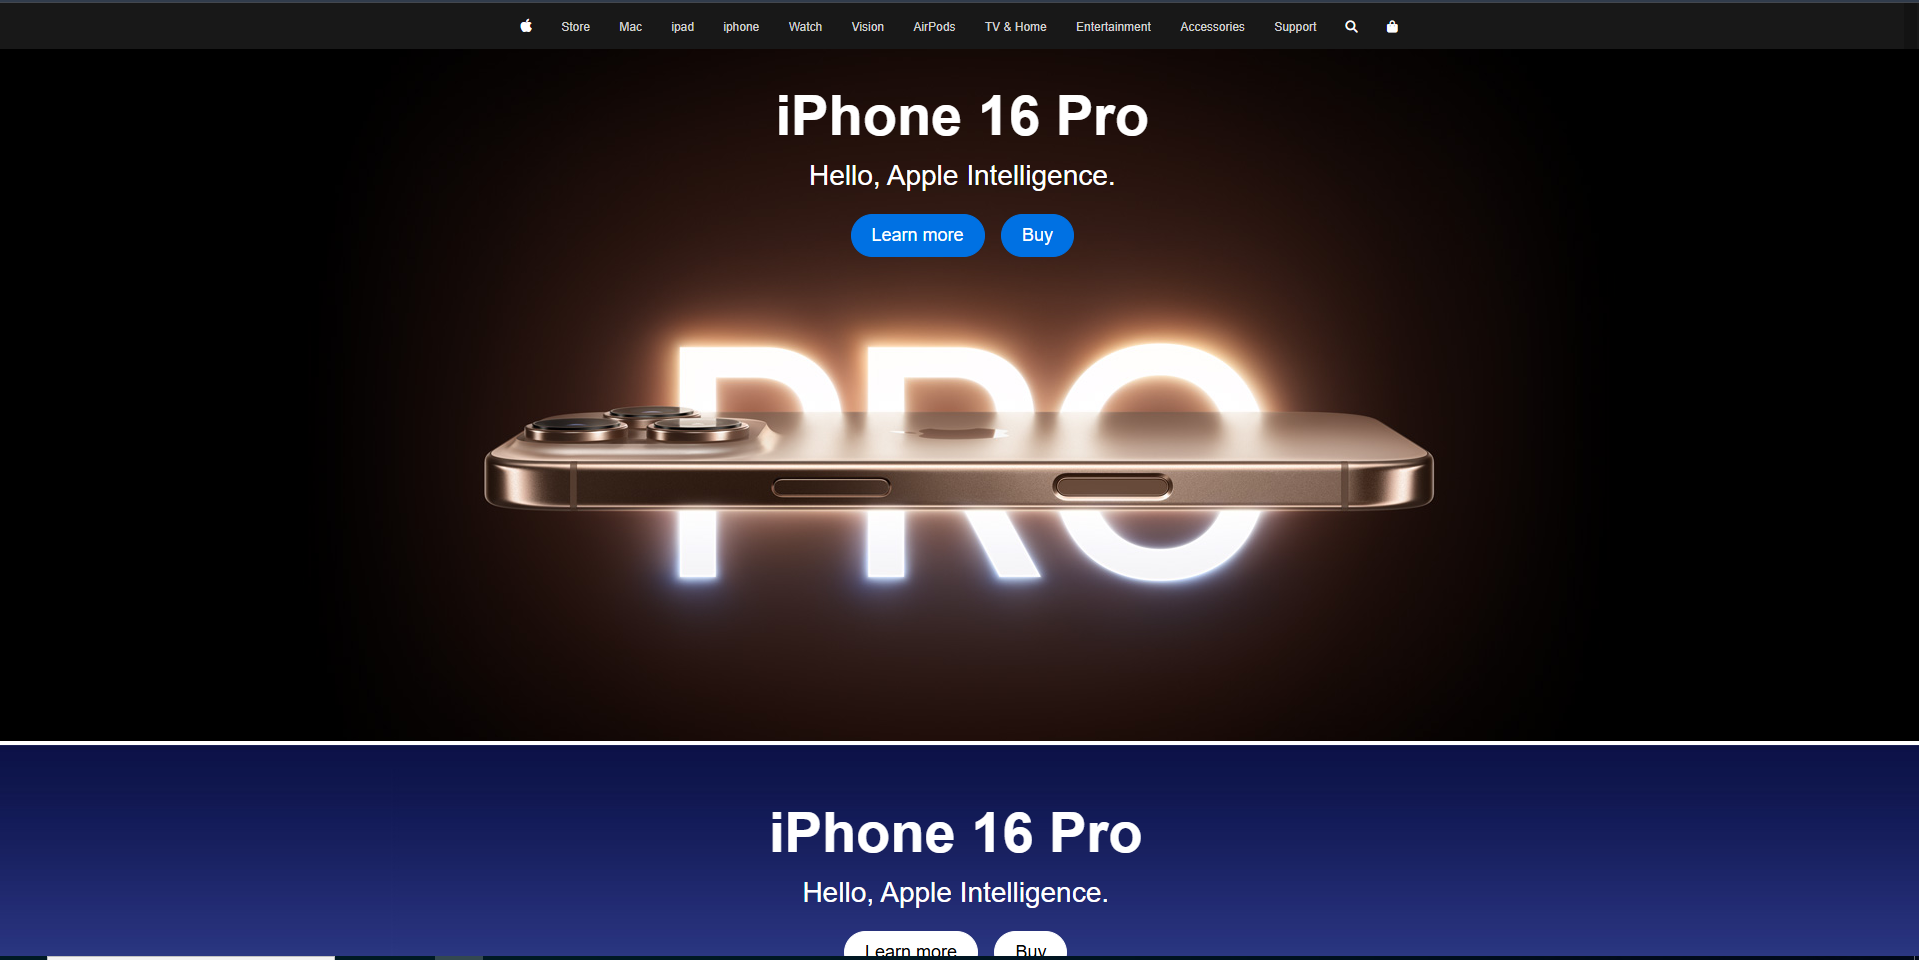 Store Mac ipad iphone Watch Vision AirPods TV & Home Entertainment Accessories Support
iPhone 16 Pro
Hello, Apple Intelligence.
Learn more Buy
PRO
iPhone 16 Pro
Hello, Apple Intelligence.
Learn more Buy